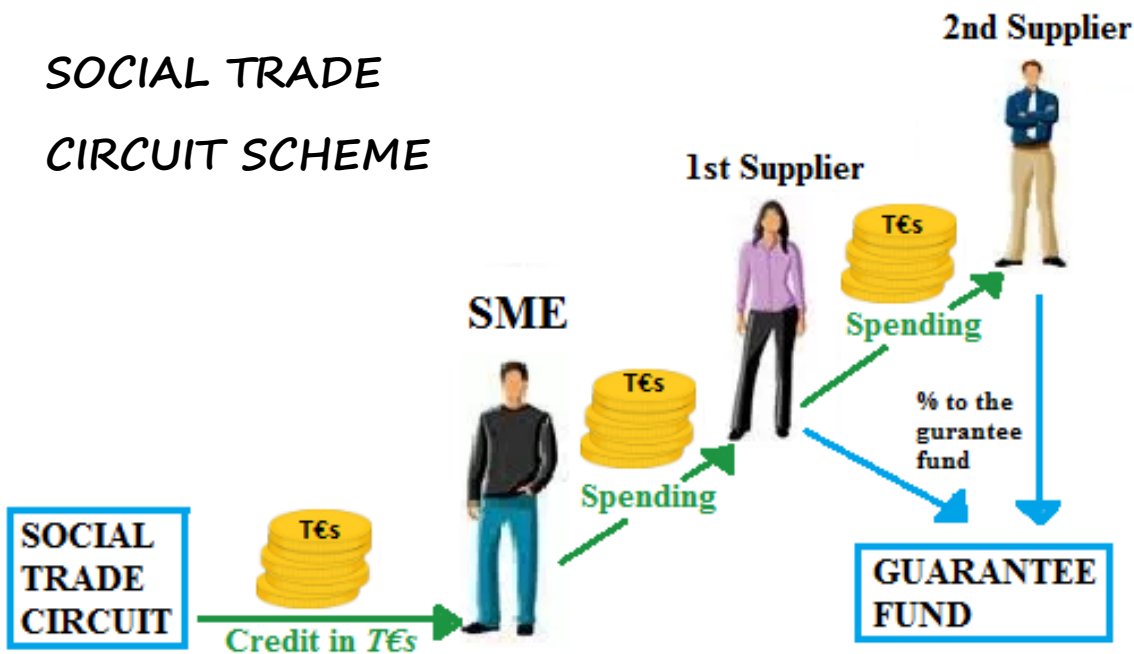 SOCIAL TRADE
CIRCUIT SCHEME
2nd Supplier
1st Supplier
T€s
Spending
SME
T€s
Spending
% to the
gurantee
fund
SOCIAL
TRADE
CIRCUIT
T€s
Credit in T€s
GUARANTEE
FUND